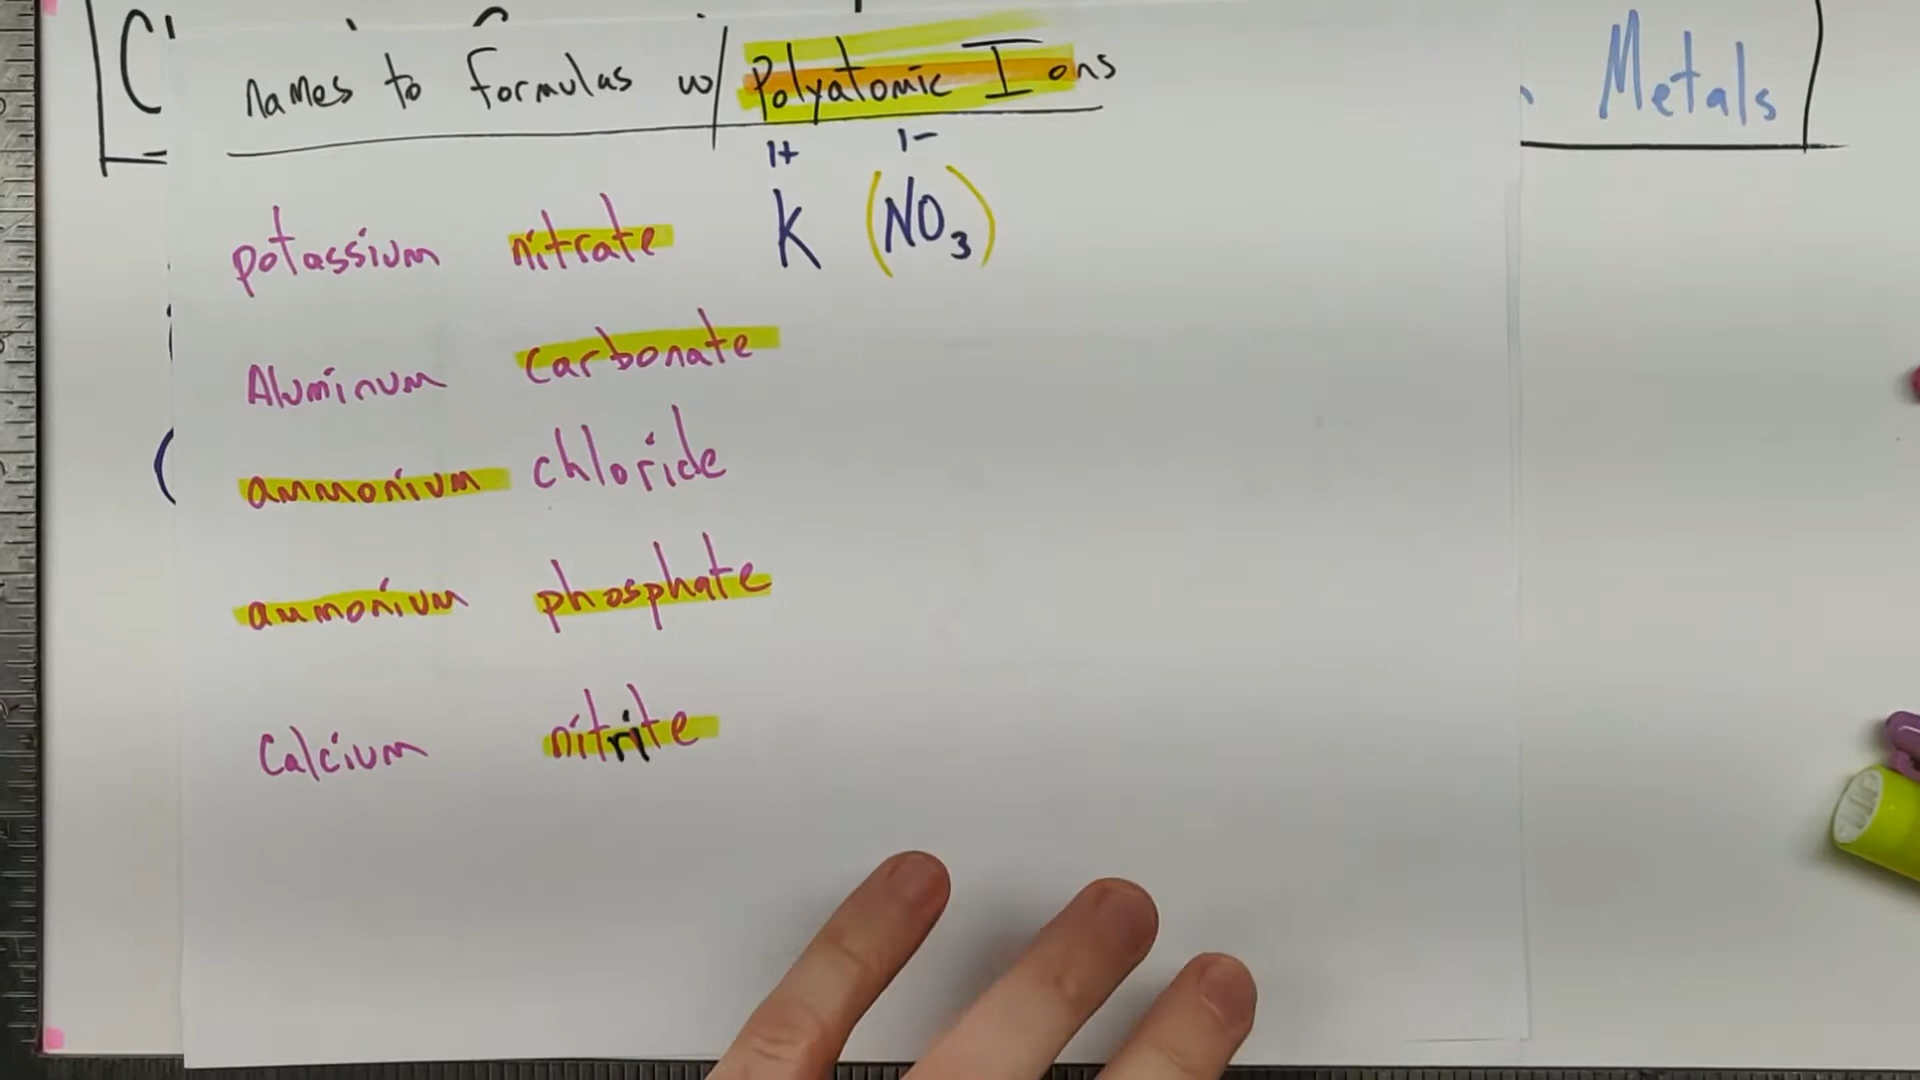 names to formulas w/ Polyatomic Ions
Metals
1+ 1-
potassium nitrate K (NO3)
Aluminum carbonate
ammonium chloride
ammonium phosphate
Calcium nitrite